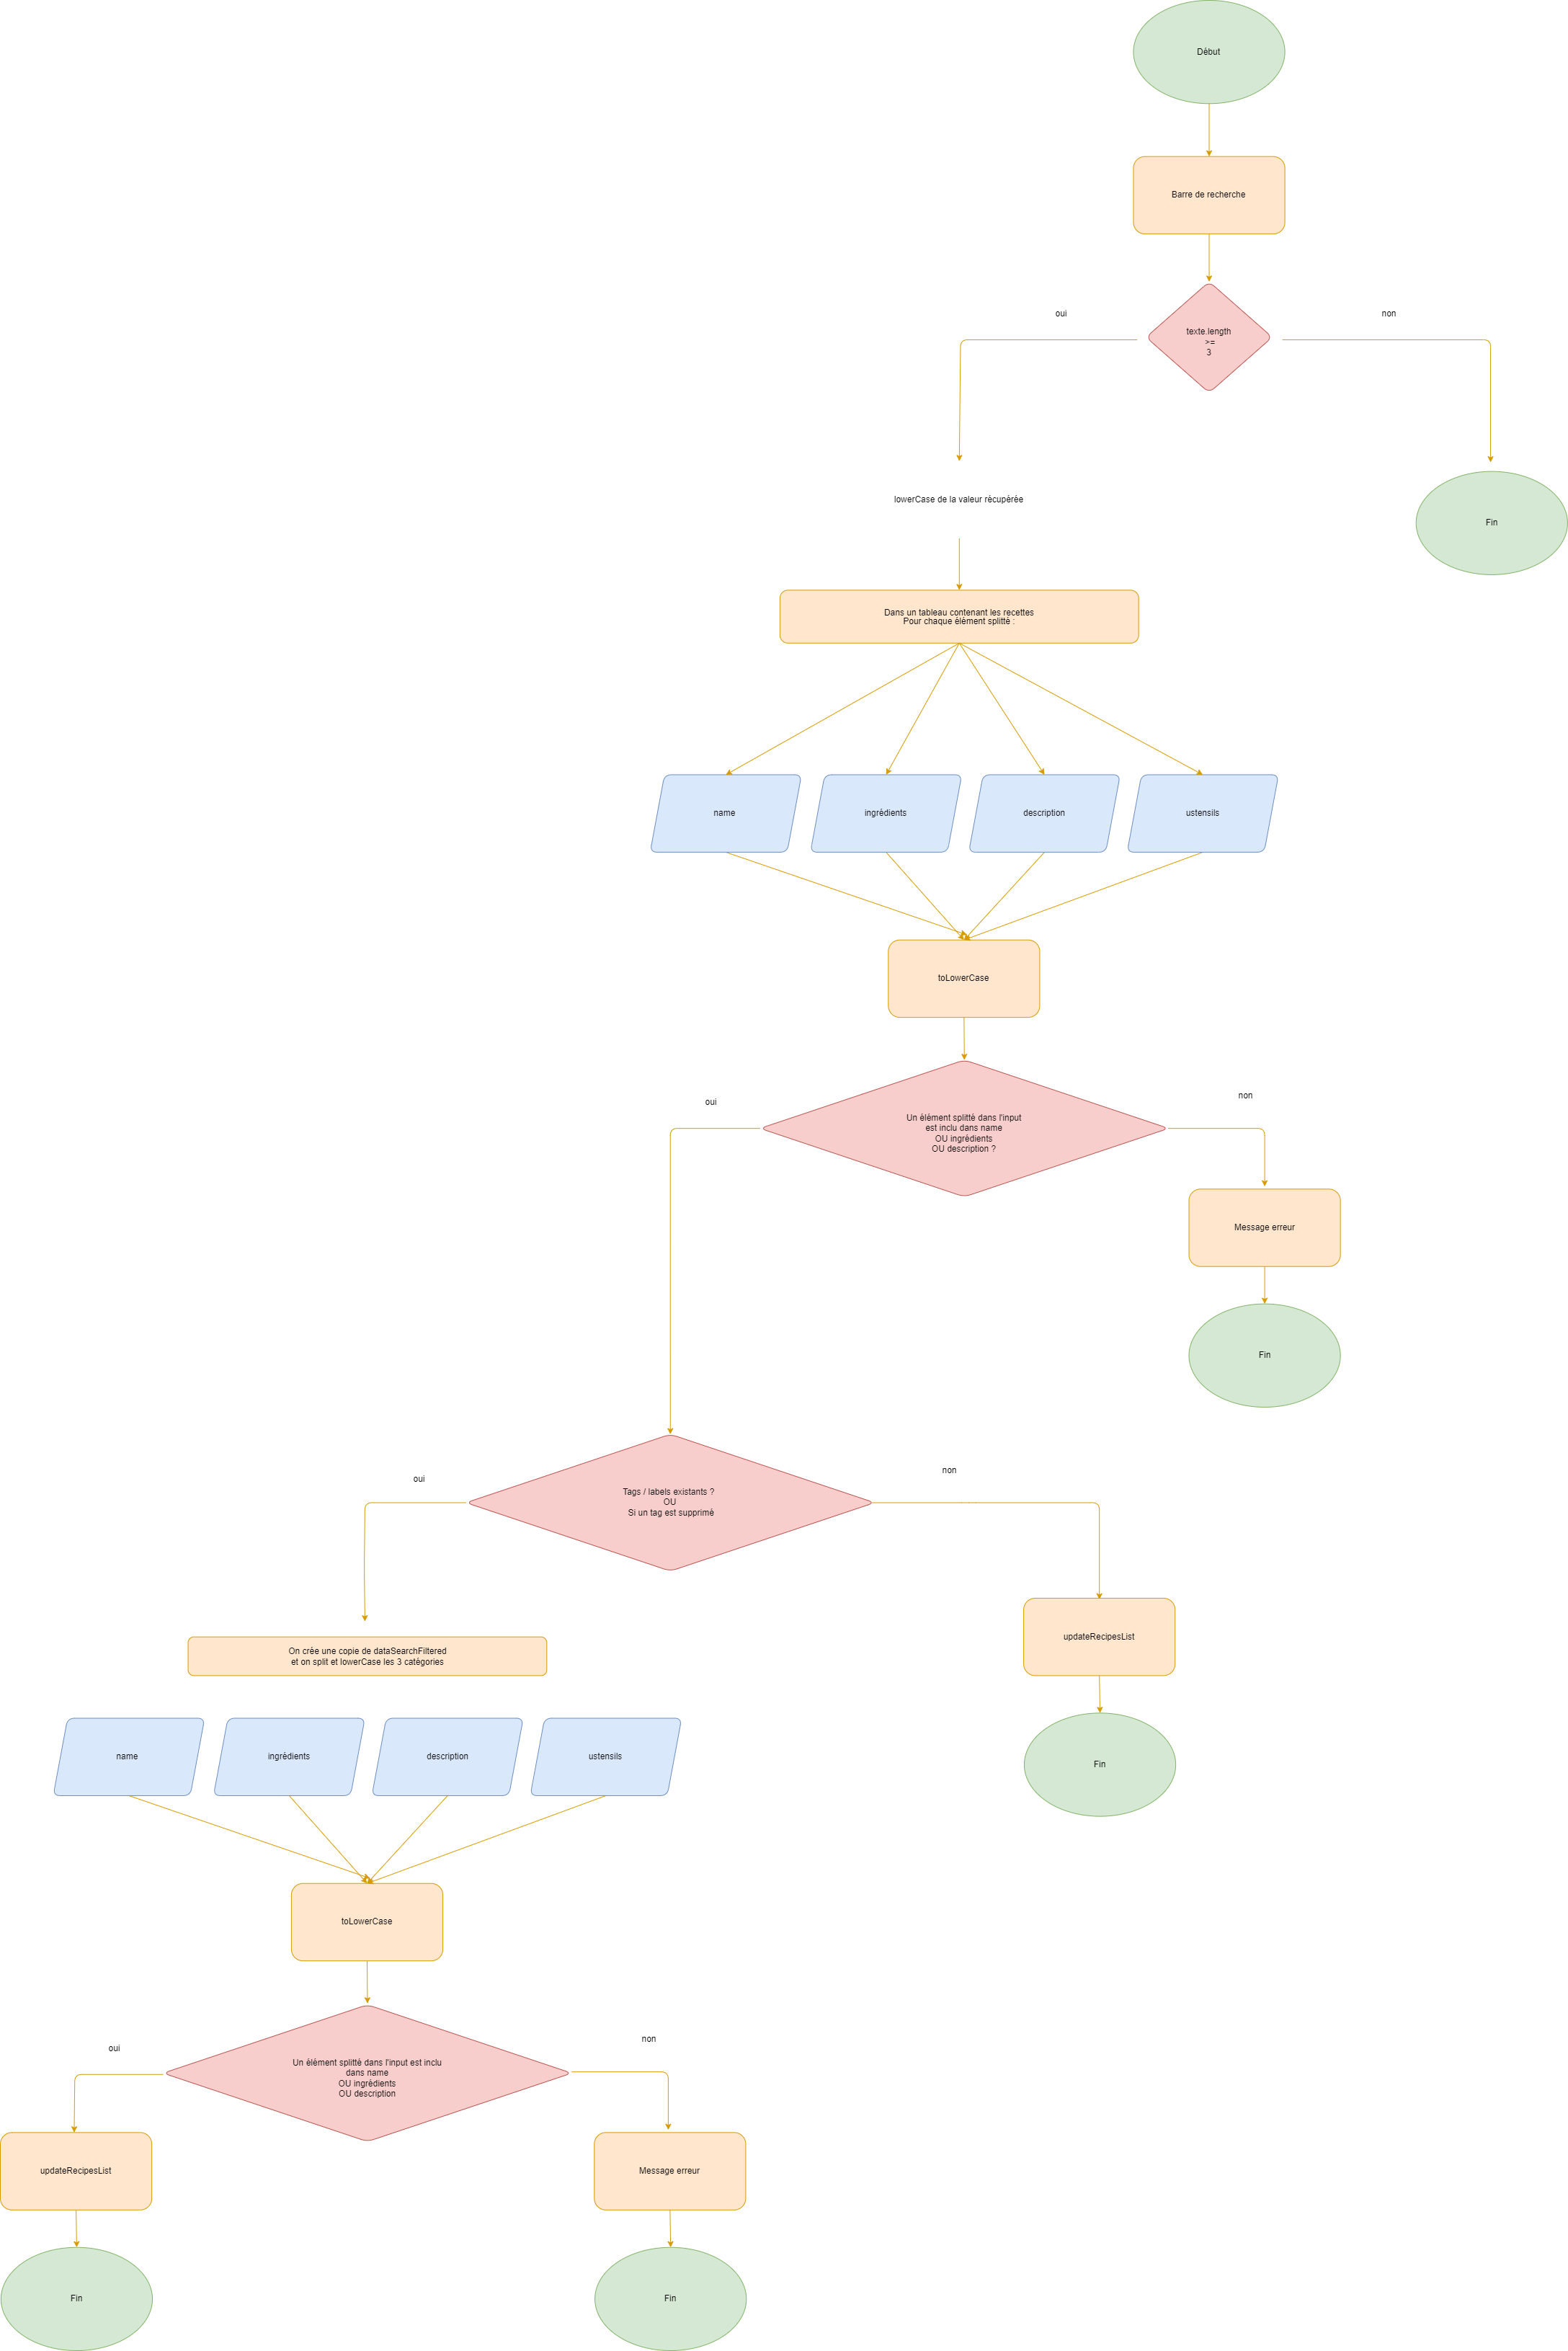 Début
Barre de recherche
oui
non
texte.length
>=
3
lowerCase de la valeur récupérée
Fin
Dans un tableau contenant les recettes
Pour chaque élément splitté :
name
ingrédients
description
ustensils
toLowerCase
oui
non
Un élément splitté dans l'input
est inclu dans name
OU ingrédients
OU description ?
Message erreur
Fin
oui
non
Tags / labels existants ?
OU
Si un tag est supprimé
On crée une copie de dataSearchFiltered
et on split et lowerCase les 3 catégories
updateRecipesList
name
ingrédients
description
ustensils
Fin
toLowerCase
oui
non
Un élément splitté dans l'input est inclu
dans name
OU ingrédients
OU description
updateRecipesList
Message erreur
Fin
Fin